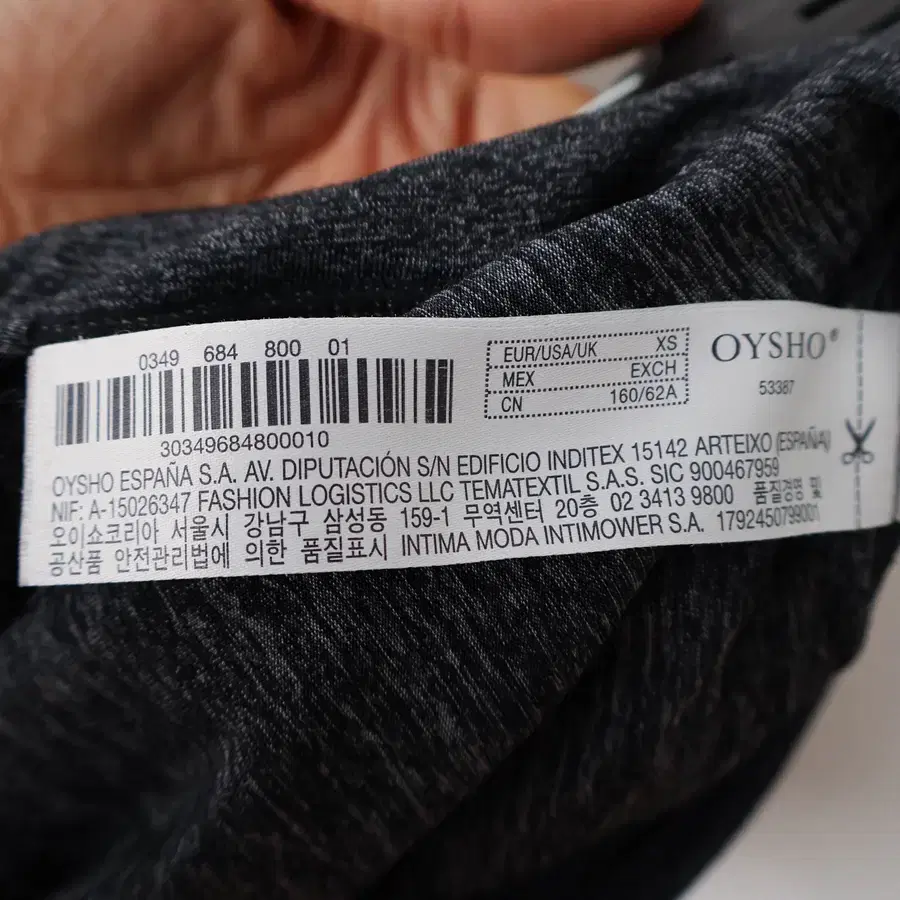 0349 684 800 01
30349684800010
EUR/USA/UK XS
MEX EXCH
CN 160/62A
OYSHO®
53387
OYSHO ESPAÑA S.A. AV. DIPUTACIÓN S/N EDIFICIO INDITEX 15142 ARTEIXO (ESPAÑA)
NIF: A-15026347 FASHION LOGISTICS LLC TEMATEXTIL S.A.S. SIC 900467959
오이쇼코리아 서울시 강남구 삼성동 159-1 무역센터 20층 02 3413 9800 품질경영 및
공산품 안전관리법에 의한 품질표시 INTIMA MODA INTIMOWER S.A. 1792450799001